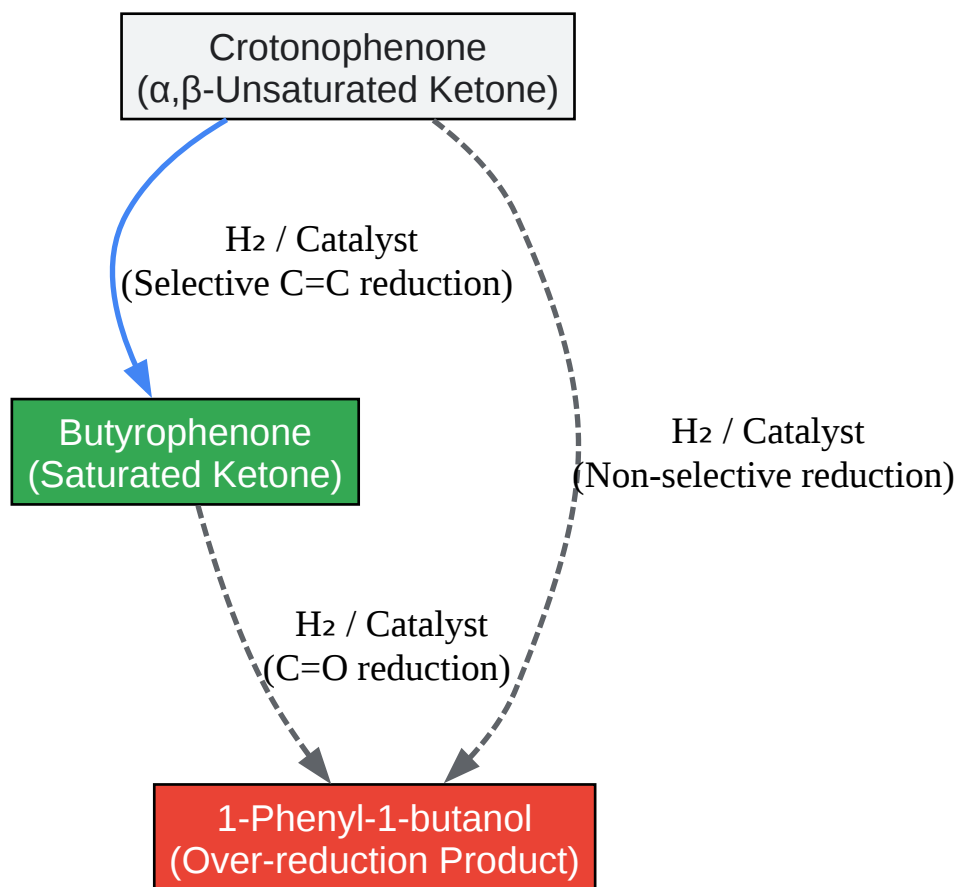 Crotonophenone
(α,β-Unsaturated Ketone)
H₂ / Catalyst
(Selective C=C reduction)
Butyrophenone
(Saturated Ketone)
H₂ / Catalyst
(Non-selective reduction)
H₂ / Catalyst
(C=O reduction)
1-Phenyl-1-butanol
(Over-reduction Product)